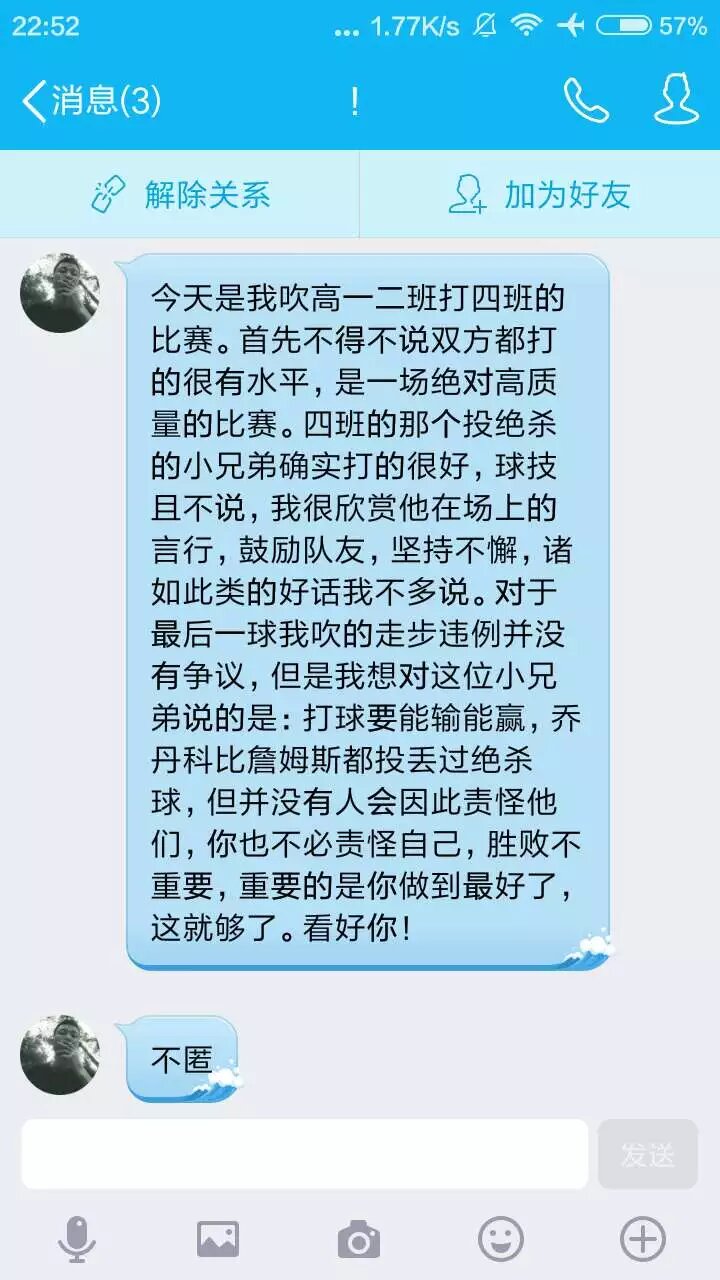 22:52
... 1.77K/s 57%
消息(3)
!
解除关系
加为好友
今天是我吹高一二班打四班的
比赛。首先不得不说双方都打
的很有水平，是一场绝对高质
量的比赛。四班的那个投绝杀
的小兄弟确实打的很好，球技
且不说，我很欣赏他在场上的
言行，鼓励队友，坚持不懈，诸
如此类的好话我不多说。对于
最后一球我吹的走步违例并没
有争议，但是我想对这位小兄
弟说的是：打球要能输能赢，乔
丹科比詹姆斯都投丢过绝杀
球，但并没有人会因此责怪他
们，你也不必责怪自己，胜败不
重要，重要的是你做到最好了，
这就够了。看好你！
不匿
发送